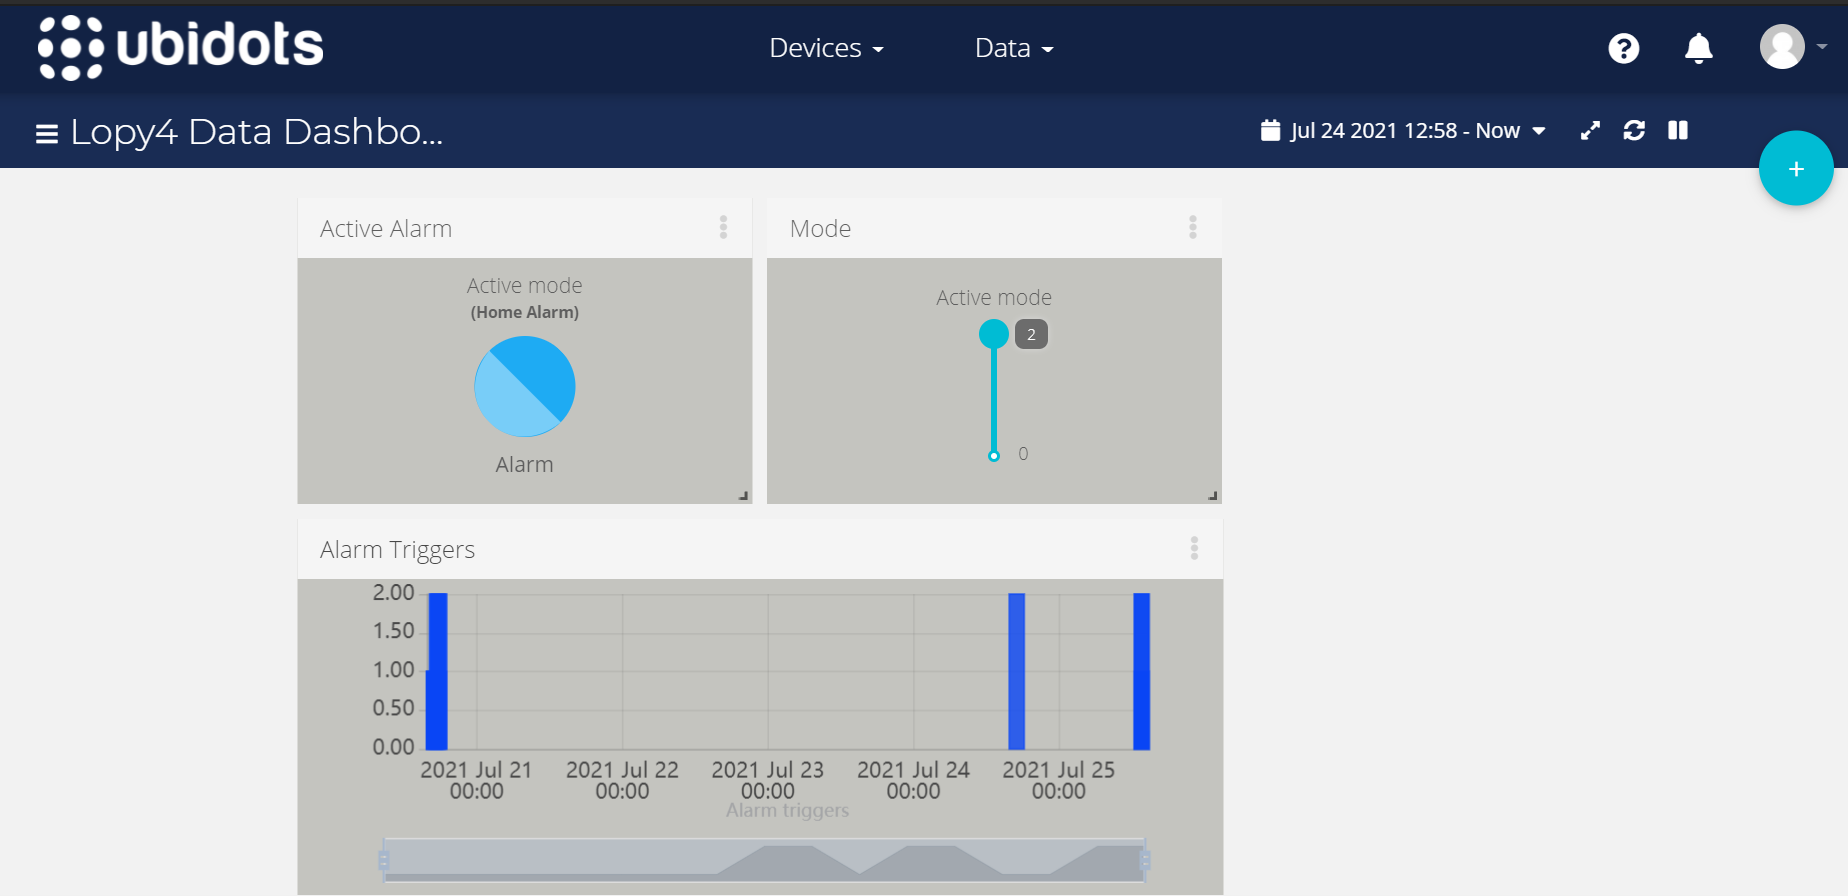 ubidots
Devices
Data
Lopy4 Data Dashbo...
Jul 24 2021 12:58 - Now
+
Active Alarm
Mode
Active mode
(Home Alarm)
Alarm
Active mode
2
0
Alarm Triggers
2.00
1.50
1.00
0.50
0.00
2021 Jul 21 2021 Jul 22 2021 Jul 23 2021 Jul 24 2021 Jul 25
00:00 00:00 00:00 00:00 00:00
Alarm triggers